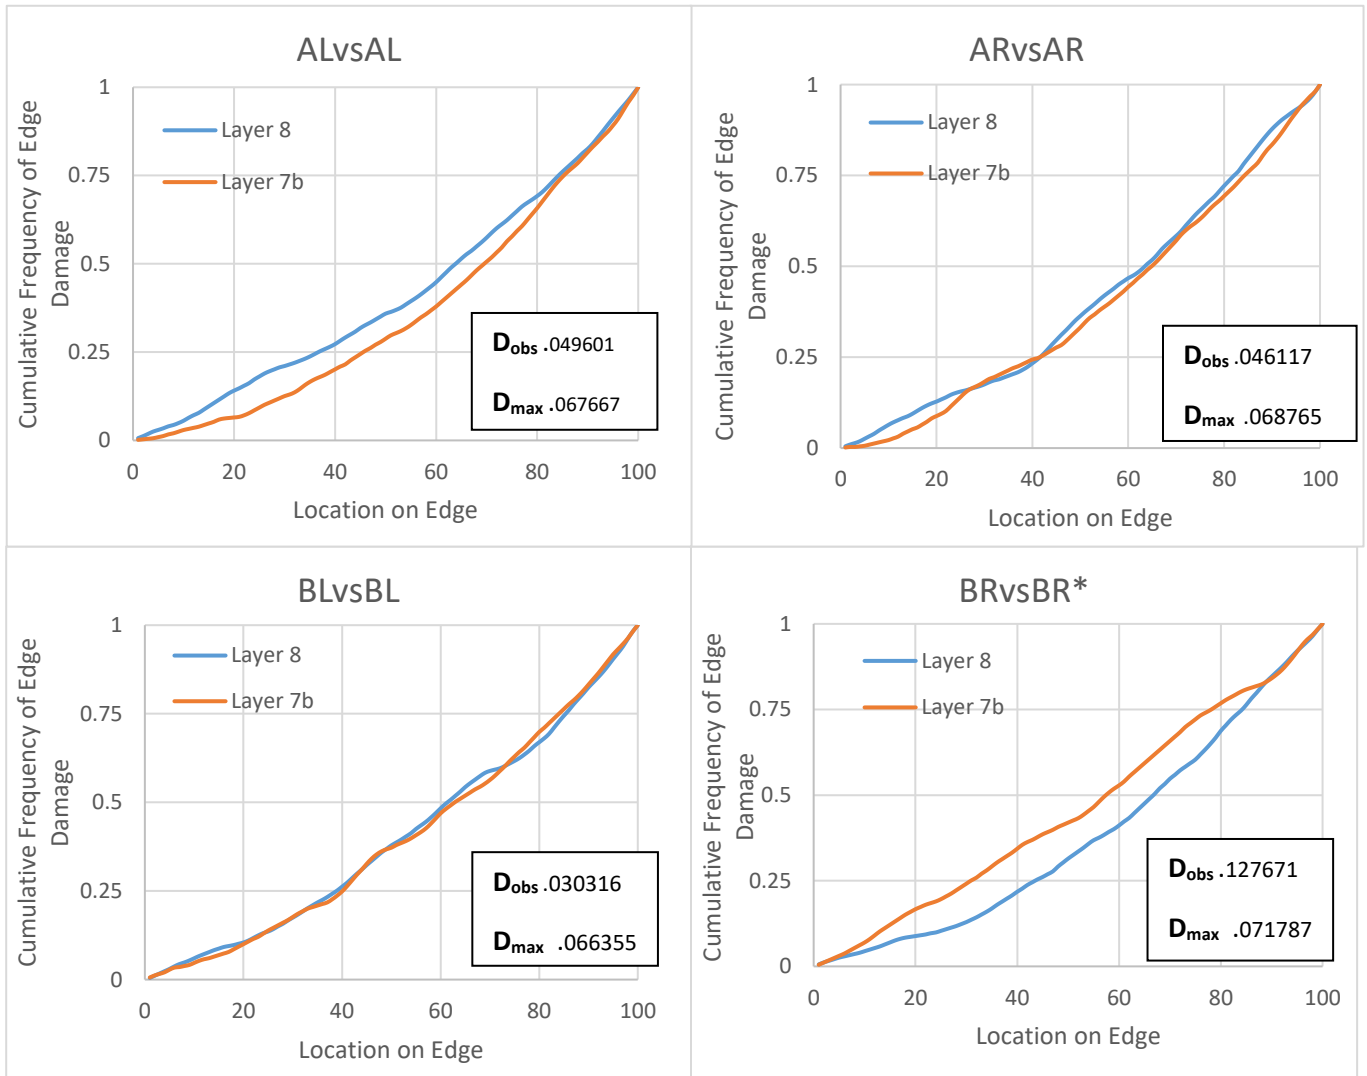 ALvsAL
Cumulative Frequency of Edge
Damage
1
0.75
0.5
0.25
0
Layer 8
Layer 7b
Dobs .049601
Dmax .067667
0 20 40 60 80 100
Location on Edge
ARvsAR
Cumulative Frequency of Edge
Damage
1
0.75
0.5
0.25
0
Layer 8
Layer 7b
Dobs .046117
Dmax .068765
0 20 40 60 80 100
Location on Edge
BLvsBL
Cumulative Frequency of Edge
Damage
1
0.75
0.5
0.25
0
Layer 8
Layer 7b
Dobs .030316
Dmax .066355
0 20 40 60 80 100
Location on Edge
BRvsBR*
Cumulative Frequency of Edge
Damage
1
0.75
0.5
0.25
0
Layer 8
Layer 7b
Dobs .127671
Dmax .071787
0 20 40 60 80 100
Location on Edge